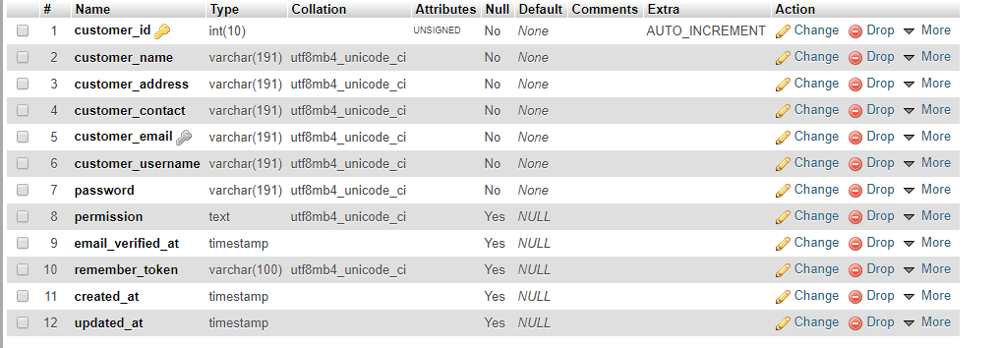 # Name Type Collation Attributes Null Default Comments Extra Action
1 customer_id int(10) UNSIGNED No None AUTO_INCREMENT Change Drop More
2 customer_name varchar(191) utf8mb4_unicode_ci No None Change Drop More
3 customer_address varchar(191) utf8mb4_unicode_ci No None Change Drop More
4 customer_contact varchar(191) utf8mb4_unicode_ci No None Change Drop More
5 customer_email varchar(191) utf8mb4_unicode_ci No None Change Drop More
6 customer_username varchar(191) utf8mb4_unicode_ci No None Change Drop More
7 password varchar(191) utf8mb4_unicode_ci No None Change Drop More
8 permission text utf8mb4_unicode_ci Yes NULL Change Drop More
9 email_verified_at timestamp Yes NULL Change Drop More
10 remember_token varchar(100) utf8mb4_unicode_ci Yes NULL Change Drop More
11 created_at timestamp Yes NULL Change Drop More
12 updated_at timestamp Yes NULL Change Drop More